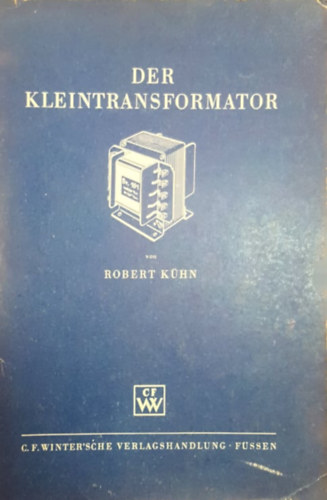 DER
KLEINTRANSFORMATOR
VON
ROBERT KÜHN
CF
W
C. F. WINTER'SCHE VERLAGSHANDLUNG · FÜSSEN